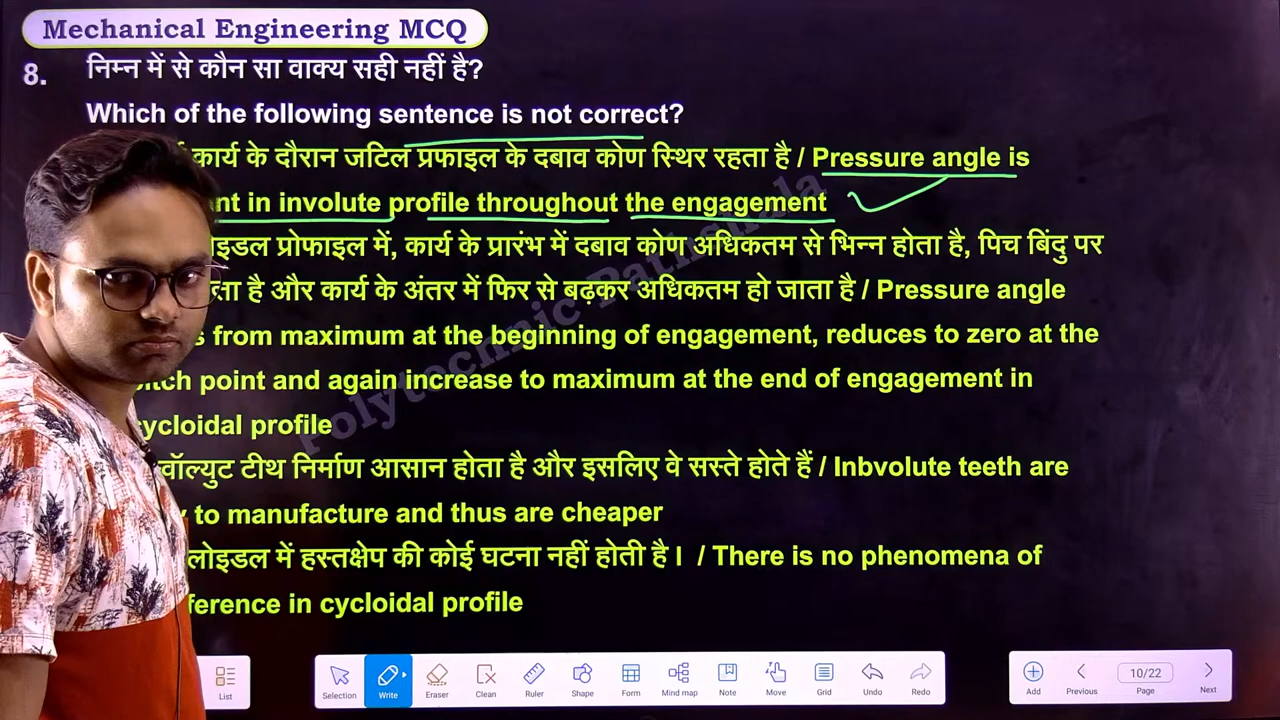 Mechanical Engineering MCQ
8. निम्न में से कौन सा वाक्य सही नहीं है?
Which of the following sentence is not correct?
कार्य के दौरान जटिल प्रफाइल के दबाव कोण स्थिर रहता है / Pressure angle is
in involute profile throughout the engagement
प्रोफाइल में, कार्य के प्रारंभ में दबाव कोण अधिकतम से भिन्न होता है, पिच बिंदु पर
है और कार्य के अंतर में फिर से बढ़कर अधिकतम हो जाता है / Pressure angle
from maximum at the beginning of engagement, reduces to zero at the
point and again increase to maximum at the end of engagement in
cycloidal profile
वॉल्युट टीथ निर्माण आसान होता है और इसलिए वे सस्ते होते हैं / Inbvolute teeth are
to manufacture and thus are cheaper
में हस्तक्षेप की कोई घटना नहीं होती है I / There is no phenomena of
in cycloidal profile
Polytechnic Pathshala
List
Selection Write Eraser Clean Ruler Shape Form Mind map Note Move Grid Undo Redo
Add Previous 10/22 Page Next